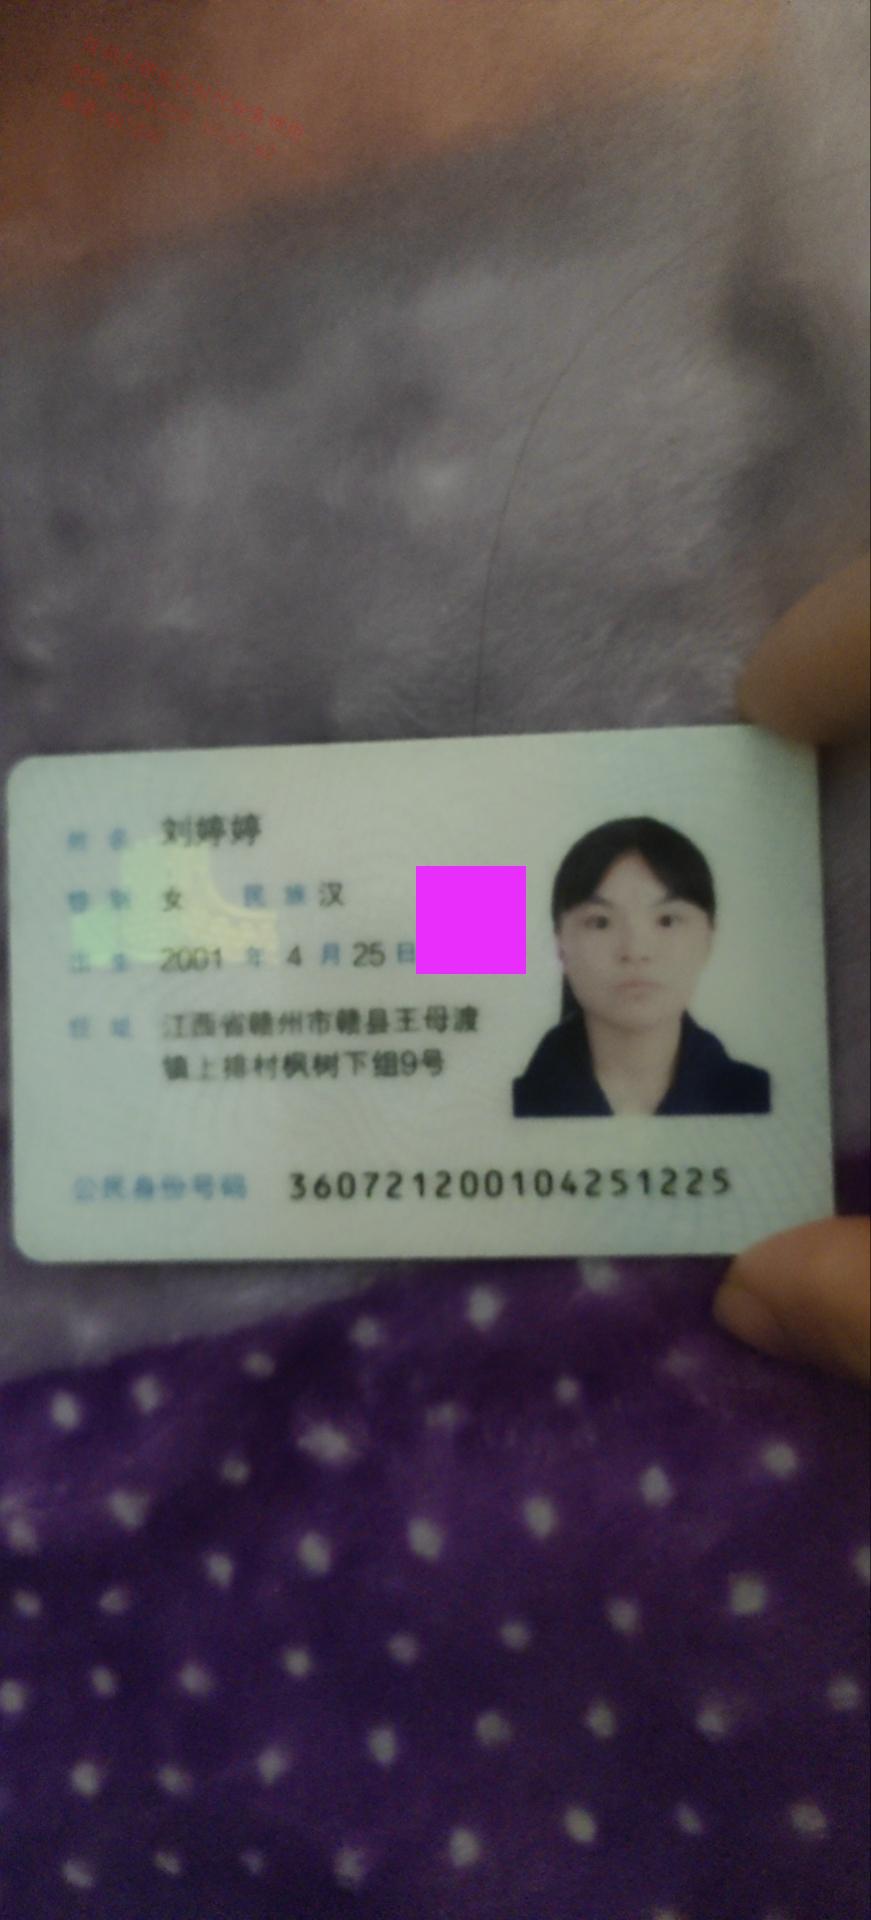 姓名 刘婷婷
性别 女 民族 汉
出生 2001 年 4 月 25 日
住址 江西省赣州市赣县王母渡
镇上排村枫树下组9号
公民身份号码 360721200104251225